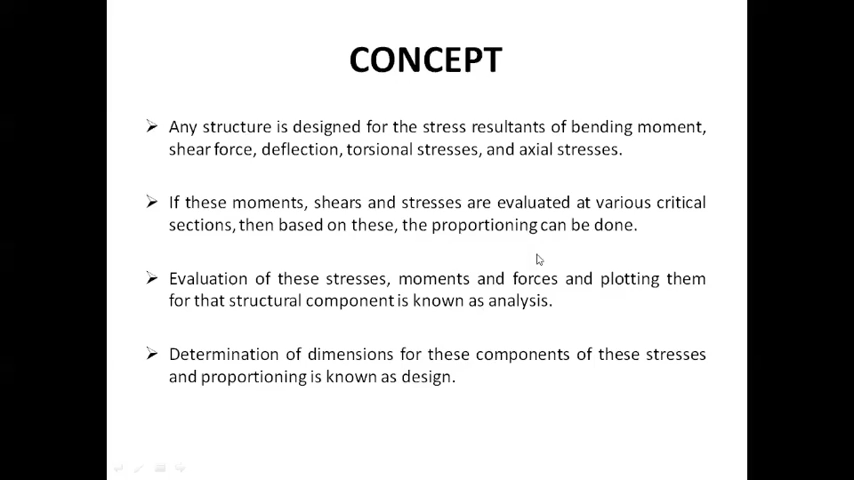 CONCEPT
Any structure is designed for the stress resultants of bending moment,
shear force, deflection, torsional stresses, and axial stresses.
If these moments, shears and stresses are evaluated at various critical
sections, then based on these, the proportioning can be done.
Evaluation of these stresses, moments and forces and plotting them
for that structural component is known as analysis.
Determination of dimensions for these components of these stresses
and proportioning is known as design.